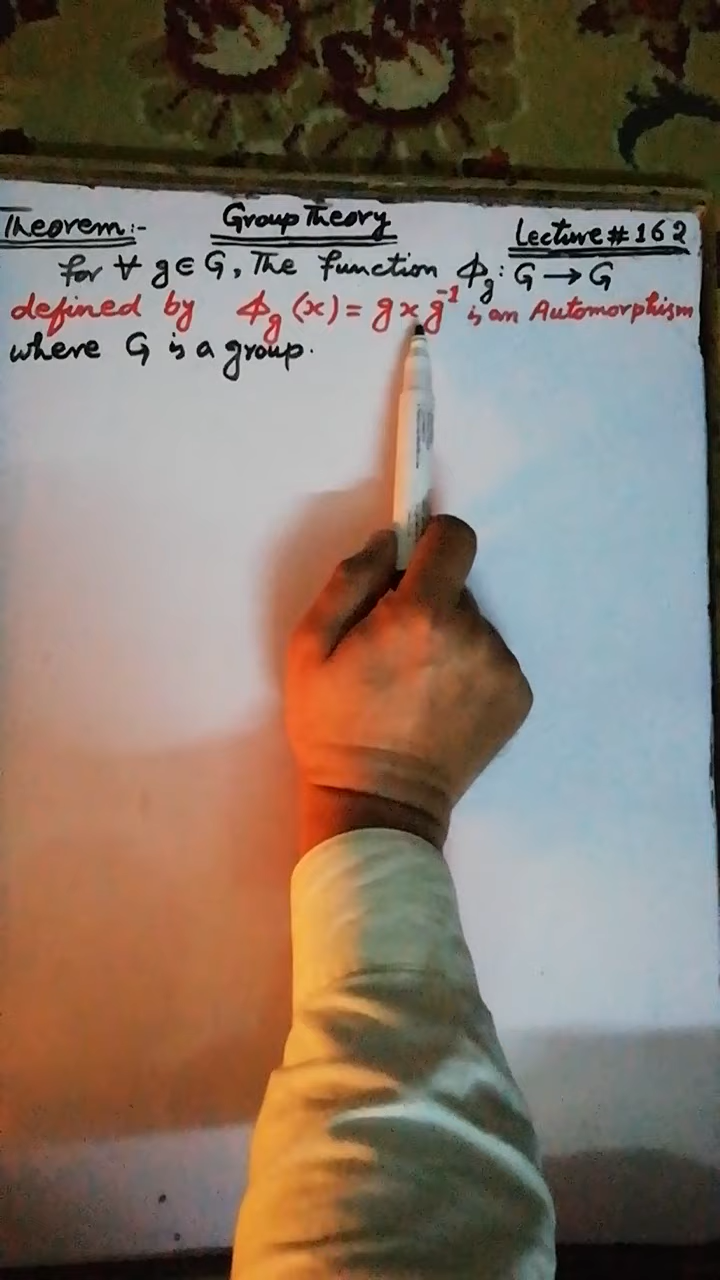 Theorem:- Group Theory Lecture # 162
for ∀ g ∈ G, The function Φg: G → G
defined by Φg (x) = g x g⁻¹ is an Automorphism
where G is a group.